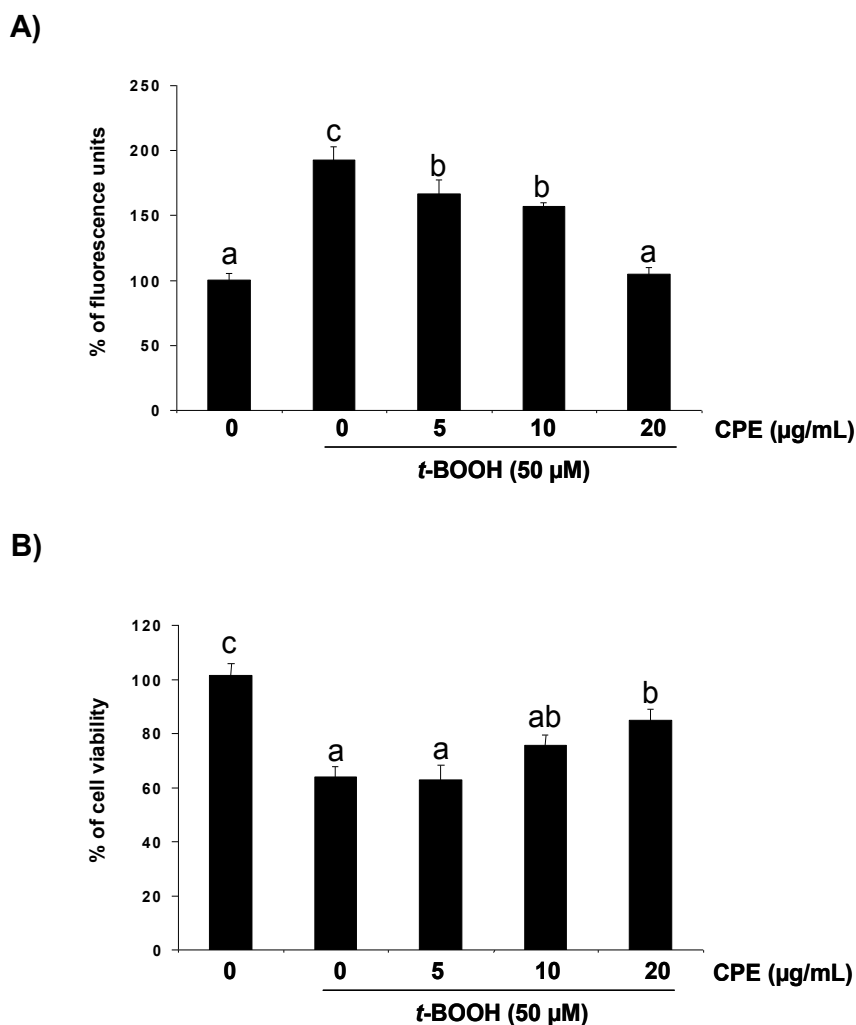 A)
250
200
150
100
50
0
% of fluorescence units
a
c
b
b
a
0 0 5 10 20 CPE (µg/mL)
t-BOOH (50 µM)
B)
120
100
80
60
40
20
0
% of cell viability
c
a
a
ab
b
0 0 5 10 20 CPE (µg/mL)
t-BOOH (50 µM)